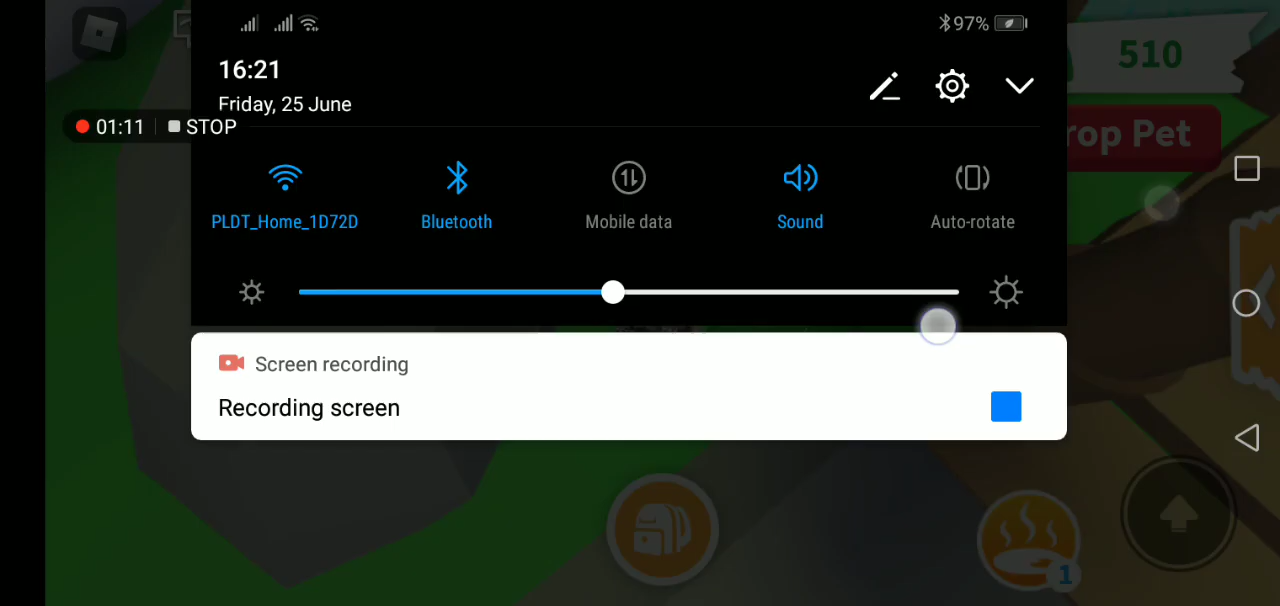 97%
16:21
Friday, 25 June
510
01:11 STOP
rop Pet
PLDT_Home_1D72D Bluetooth Mobile data Sound Auto-rotate
Screen recording
Recording screen
1